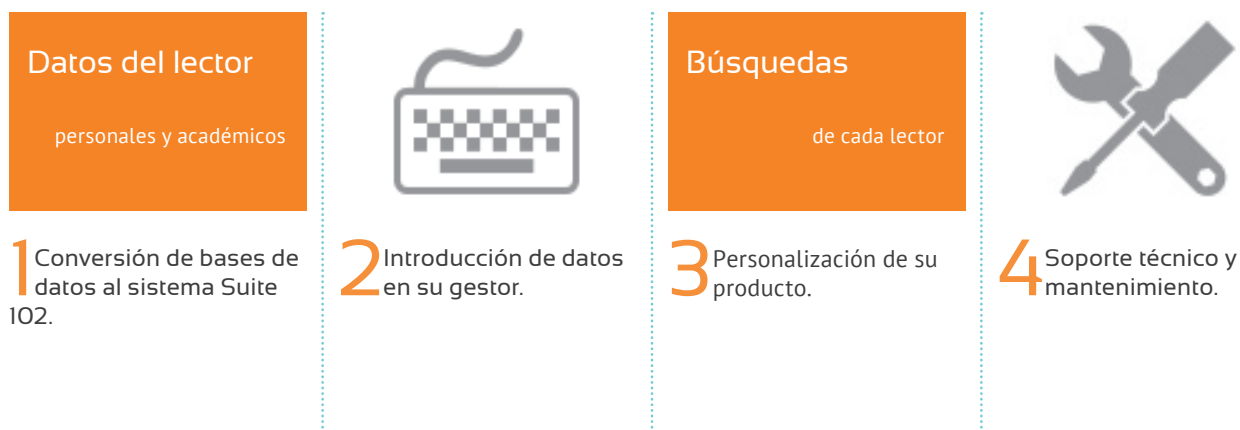 Datos del lector
personales y académicos
1 Conversión de bases de
datos al sistema Suite
102.
2 Introducción de datos
en su gestor.
Búsquedas
de cada lector
3 Personalización de su
producto.
4 Soporte técnico y
mantenimiento.